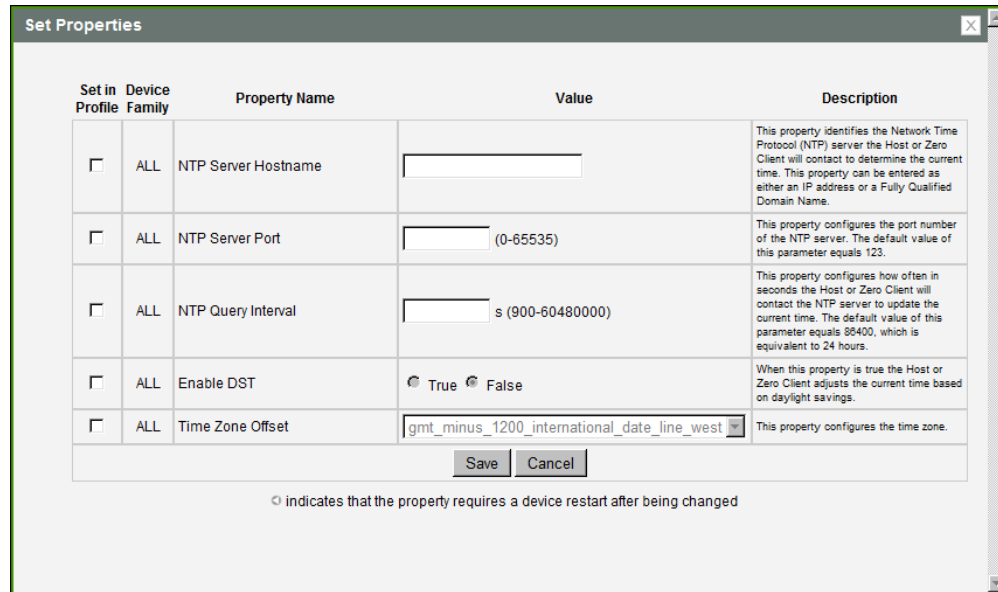 Set Properties
X
Set in Profile
Device Family
Property Name
Value
Description
ALL
NTP Server Hostname
This property identifies the Network Time
Protocol (NTP) server the Host or Zero
Client will contact to determine the current
time. This property can be entered as
either an IP address or a Fully Qualified
Domain Name.
ALL
NTP Server Port
(0-65535)
This property configures the port number
of the NTP server. The default value of
this parameter equals 123.
ALL
NTP Query Interval
s (900-60480000)
This property configures how often in
seconds the Host or Zero Client will
contact the NTP server to update the
current time. The default value of this
parameter equals 86400, which is
equivalent to 24 hours.
ALL
Enable DST
True
False
When this property is true the Host or
Zero Client adjusts the current time based
on daylight savings.
ALL
Time Zone Offset
gmt_minus_1200_international_date_line_west
This property configures the time zone.
Save
Cancel
indicates that the property requires a device restart after being changed